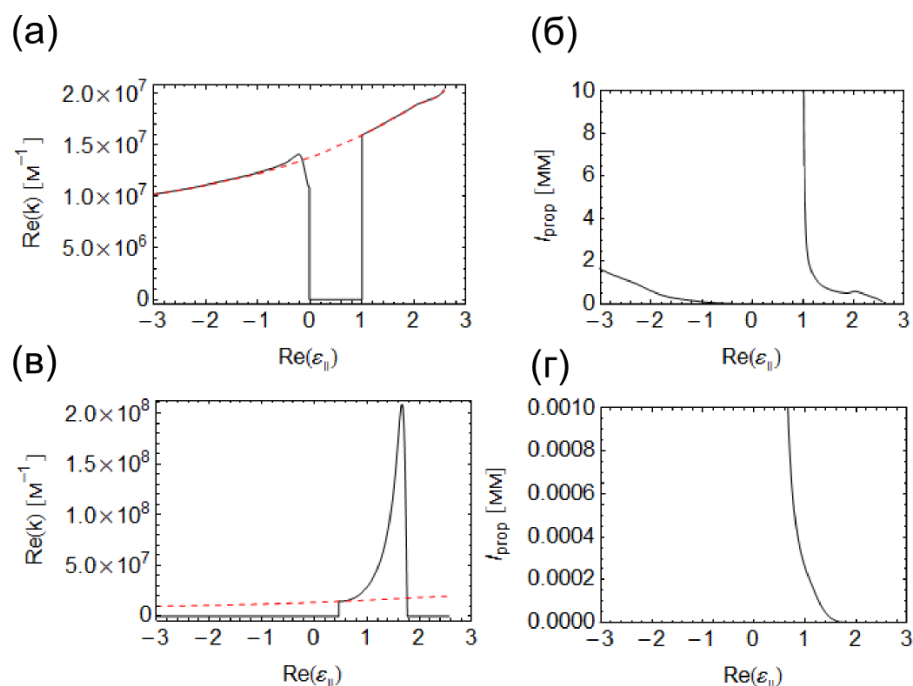 (а)
2.0×10⁷
1.5×10⁷
1.0×10⁷
5.0×10⁶
0
Re(k) [м⁻¹]
−3 −2 −1 0 1 2 3
Re(ε||)
(б)
10
8
6
4
2
0
lprop [мм]
−3 −2 −1 0 1 2 3
Re(ε||)
(в)
2.0×10⁸
1.5×10⁸
1.0×10⁸
5.0×10⁷
0
Re(k) [м⁻¹]
−3 −2 −1 0 1 2 3
Re(ε||)
(г)
0.0010
0.0008
0.0006
0.0004
0.0002
0.0000
lprop [мм]
−3 −2 −1 0 1 2 3
Re(ε||)